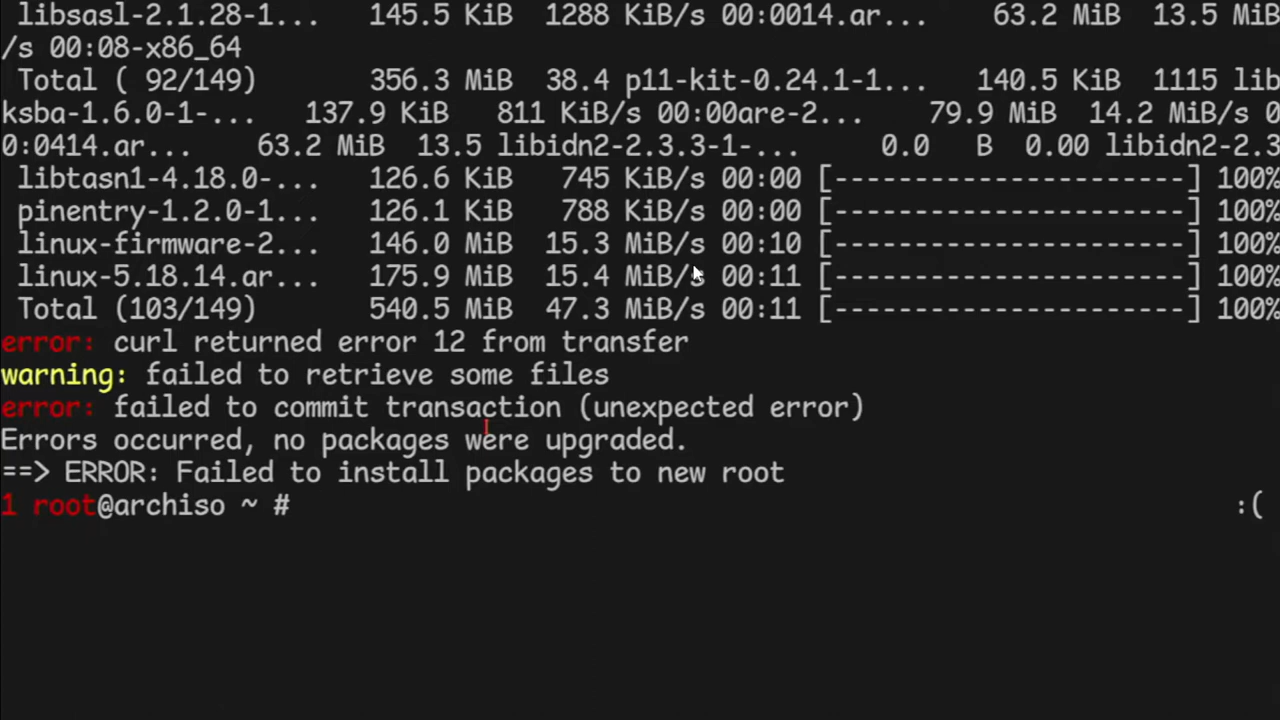 libsasl-2.1.28-1... 145.5 KiB 1288 KiB/s 00:0014.ar... 63.2 MiB 13.5 MiB
/s 00:08-x86_64
Total ( 92/149) 356.3 MiB 38.4 p11-kit-0.24.1-1... 140.5 KiB 1115 lib
ksba-1.6.0-1-... 137.9 KiB 811 KiB/s 00:00are-2... 79.9 MiB 14.2 MiB/s 0
0:0414.ar... 63.2 MiB 13.5 libidn2-2.3.3-1-... 0.0 B 0.00 libidn2-2.3
libtasn1-4.18.0-... 126.6 KiB 745 KiB/s 00:00 [----------------------] 100%
pinentry-1.2.0-1... 126.1 KiB 788 KiB/s 00:00 [----------------------] 100%
linux-firmware-2... 146.0 MiB 15.3 MiB/s 00:10 [----------------------] 100%
linux-5.18.14.ar... 175.9 MiB 15.4 MiB/s 00:11 [----------------------] 100%
Total (103/149) 540.5 MiB 47.3 MiB/s 00:11 [----------------------] 100%
error: curl returned error 12 from transfer
warning: failed to retrieve some files
error: failed to commit transaction (unexpected error)
Errors occurred, no packages were upgraded.
==> ERROR: Failed to install packages to new root
1 root@archiso ~ # :(